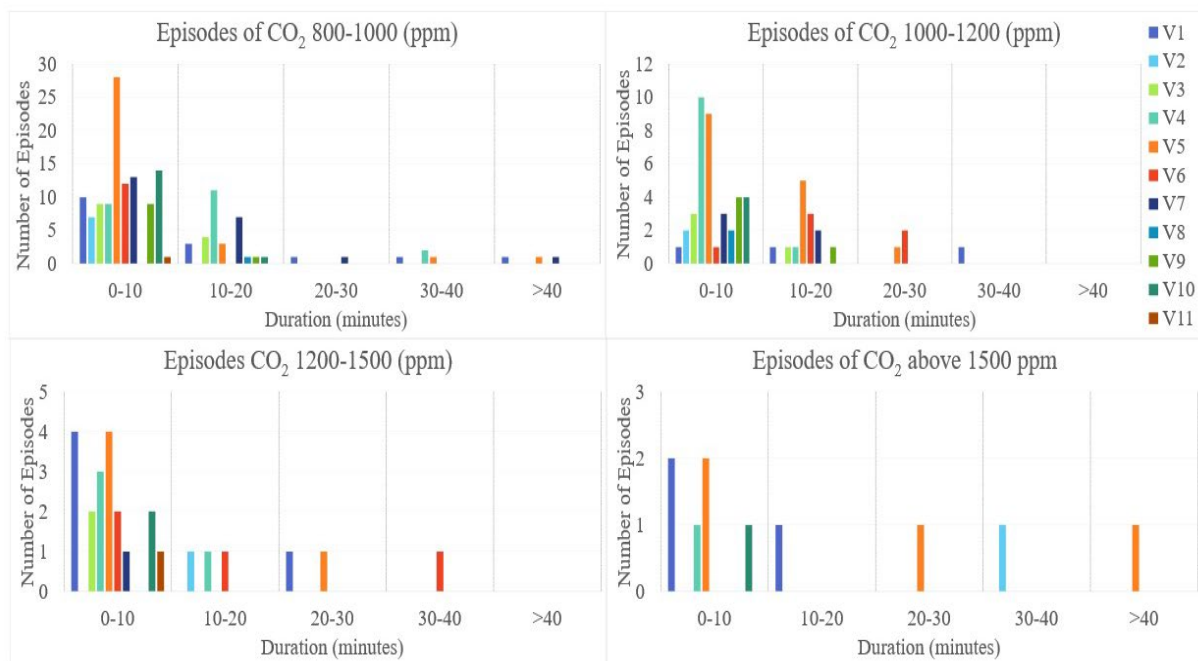 Episodes of CO₂ 800-1000 (ppm)
Number of Episodes
30
25
20
15
10
5
0
0-10 10-20 20-30 30-40 >40
Duration (minutes)
Episodes of CO₂ 1000-1200 (ppm)
Number of Episodes
12
10
8
6
4
2
0
0-10 10-20 20-30 30-40 >40
Duration (minutes)
V1
V2
V3
V4
V5
V6
V7
V8
V9
V10
V11
Episodes CO₂ 1200-1500 (ppm)
Number of Episodes
5
4
3
2
1
0
0-10 10-20 20-30 30-40 >40
Duration (minutes)
Episodes of CO₂ above 1500 ppm
Number of Episodes
3
2
1
0
0-10 10-20 20-30 30-40 >40
Duration (minutes)